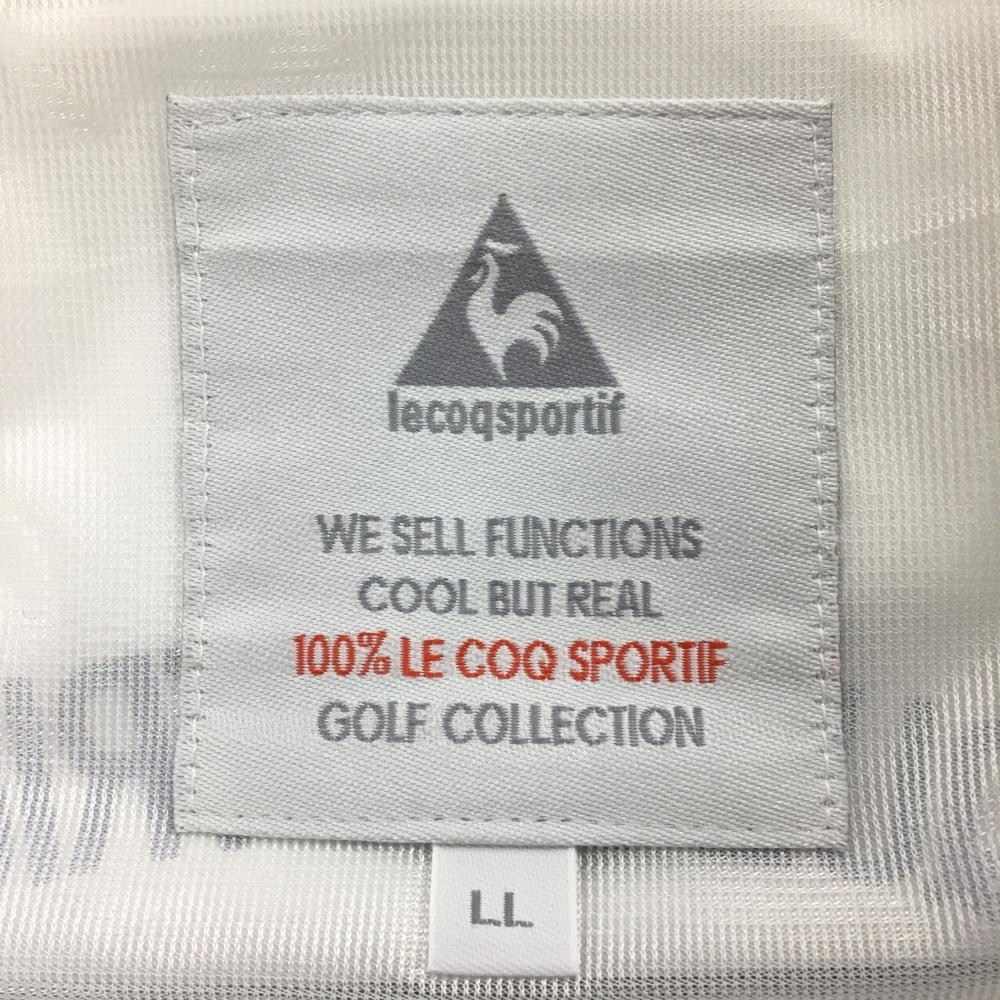 lecoqsportif
WE SELL FUNCTIONS
COOL BUT REAL
100% LE COQ SPORTIF
GOLF COLLECTION
LL